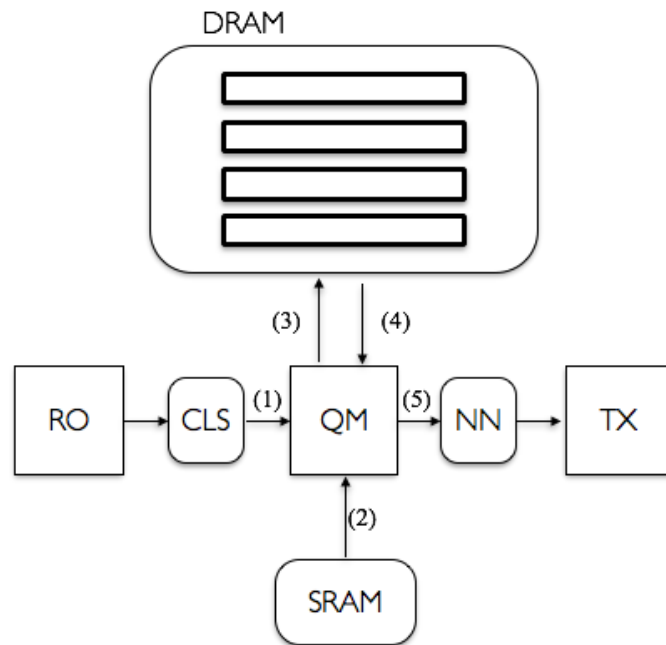 DRAM
(3)
(4)
RO
CLS
(1)
QM
(5)
NN
TX
(2)
SRAM